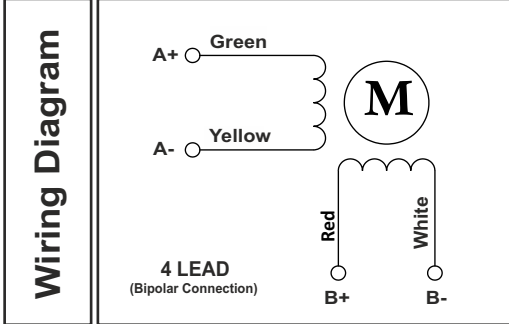 Wiring Diagram
A+ Green
M
A- Yellow
Red
White
4 LEAD
(Bipolar Connection)
B+ B-